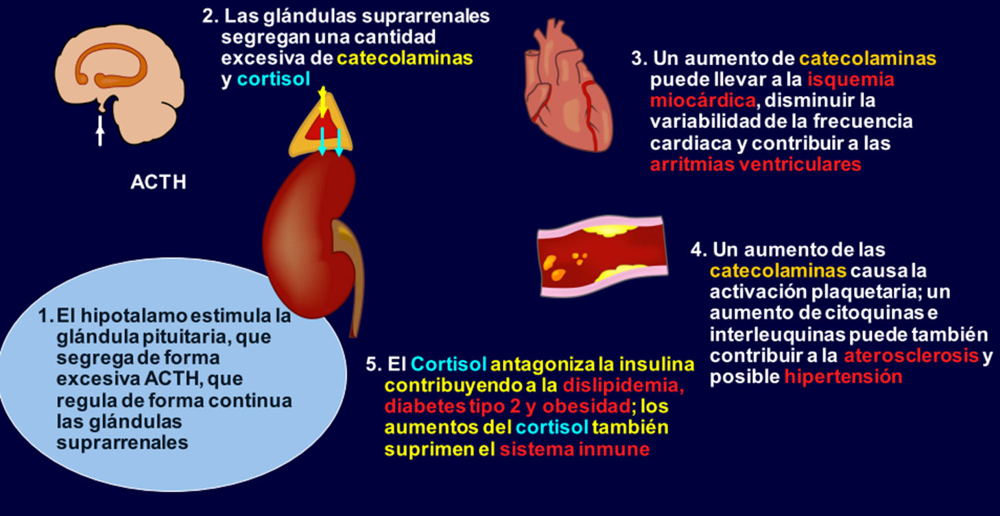 2. Las glándulas suprarrenales
segregan una cantidad
excesiva de catecolaminas
y cortisol
3. Un aumento de catecolaminas
puede llevar a la isquemia
miocárdica, disminuir la
variabilidad de la frecuencia
cardiaca y contribuir a las
arritmias ventriculares
ACTH
4. Un aumento de las
catecolaminas causa la
activación plaquetaria; un
aumento de citoquinas e
interleuquinas puede también
contribuir a la aterosclerosis y
posible hipertensión
1. El hipotalamo estimula la
glándula pituitaria, que
segrega de forma
excesiva ACTH, que
regula de forma continua
las glándulas
suprarrenales
5. El Cortisol antagoniza la insulina
contribuyendo a la dislipidemia,
diabetes tipo 2 y obesidad; los
aumentos del cortisol también
suprimen el sistema inmune